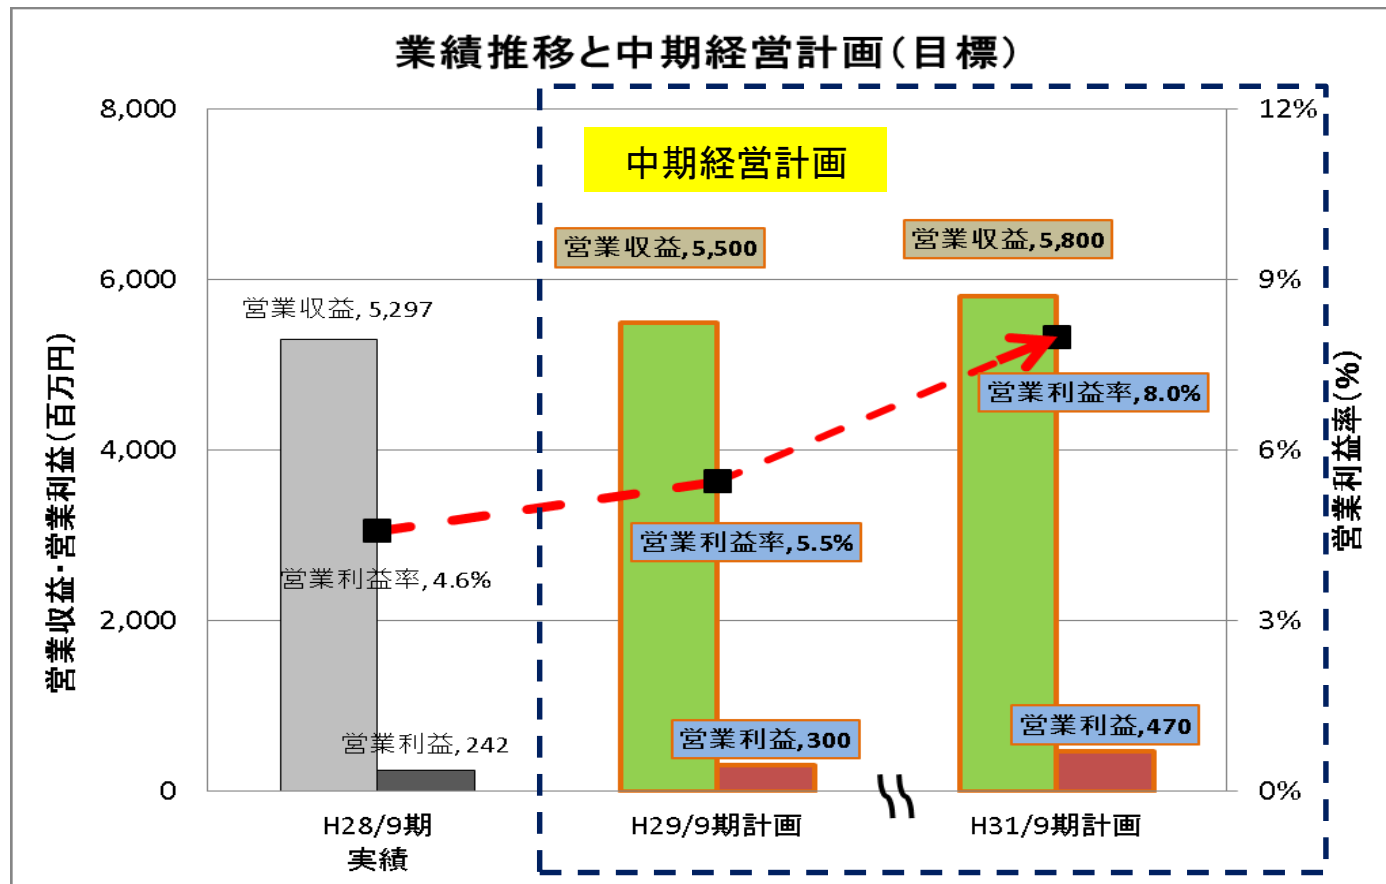 業績推移と中期経営計画(目標)
8,000
6,000
4,000
2,000
0
営業収益・営業利益(百万円)
12%
9%
6%
3%
0%
営業利益率(%)
中期経営計画
営業収益, 5,297
営業収益,5,500
営業収益,5,800
営業利益率, 4.6%
営業利益率,5.5%
営業利益率,8.0%
営業利益, 242
営業利益,300
営業利益,470
H28/9期
実績
H29/9期計画
H31/9期計画